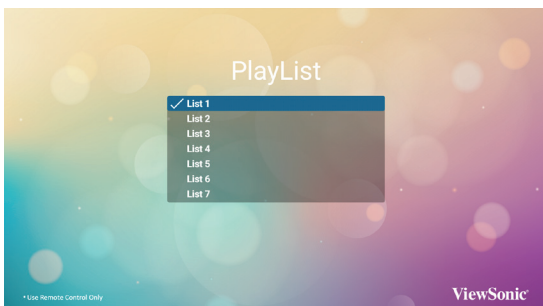 PlayList
List 1
List 2
List 3
List 4
List 5
List 6
List 7
* Use Remote Control Only
ViewSonic®